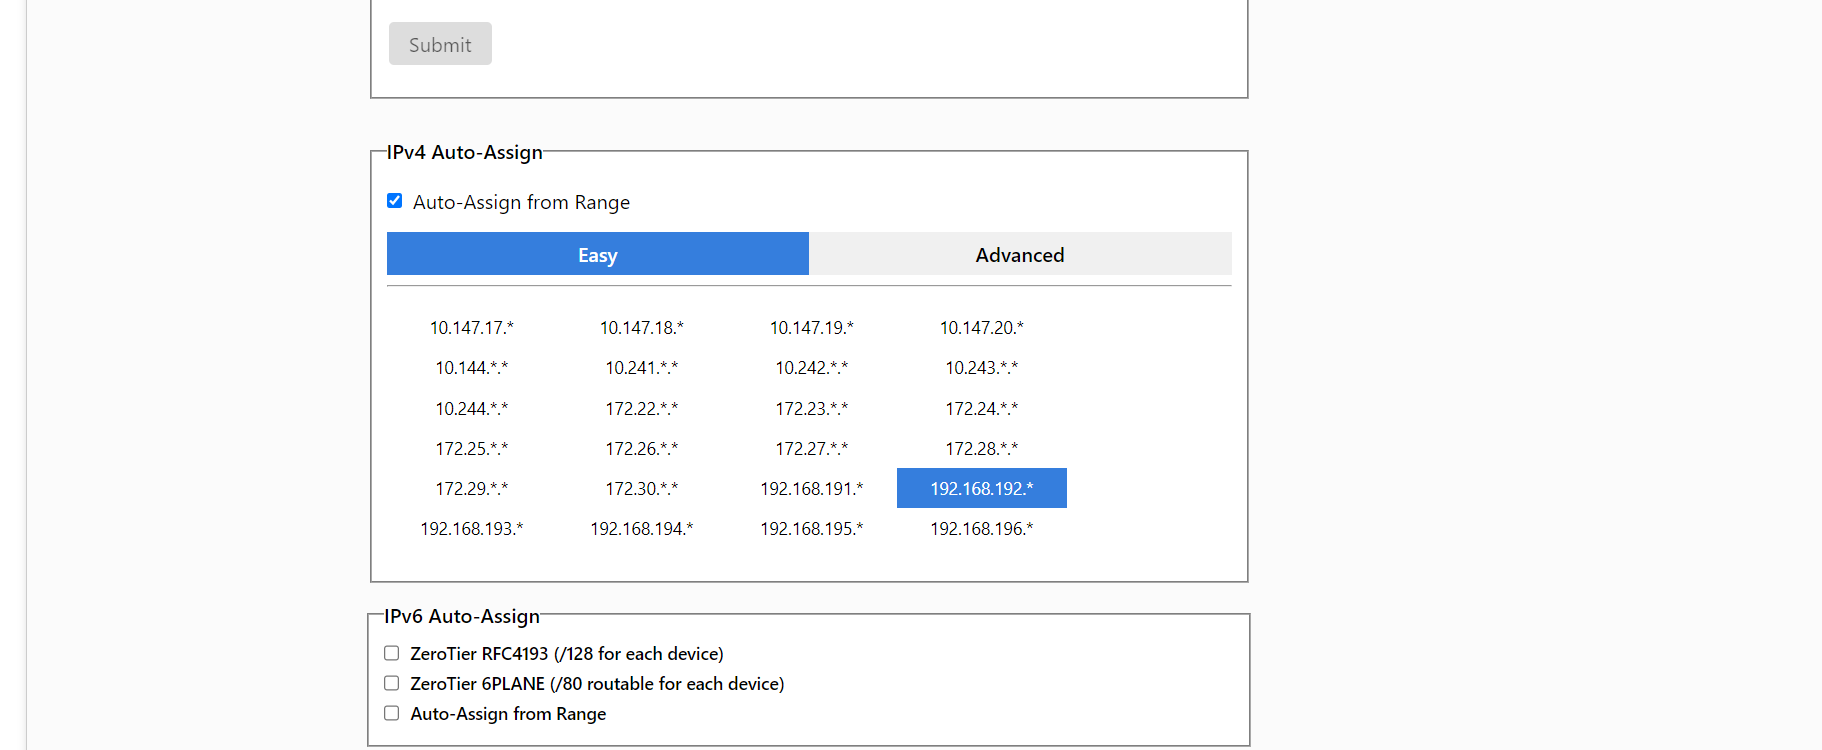 Submit
IPv4 Auto-Assign
Auto-Assign from Range
Easy Advanced
10.147.17.* 10.147.18.* 10.147.19.* 10.147.20.*
10.144.*.* 10.241.*.* 10.242.*.* 10.243.*.*
10.244.*.* 172.22.*.* 172.23.*.* 172.24.*.*
172.25.*.* 172.26.*.* 172.27.*.* 172.28.*.*
172.29.*.* 172.30.*.* 192.168.191.* 192.168.192.*
192.168.193.* 192.168.194.* 192.168.195.* 192.168.196.*
IPv6 Auto-Assign
ZeroTier RFC4193 (/128 for each device)
ZeroTier 6PLANE (/80 routable for each device)
Auto-Assign from Range